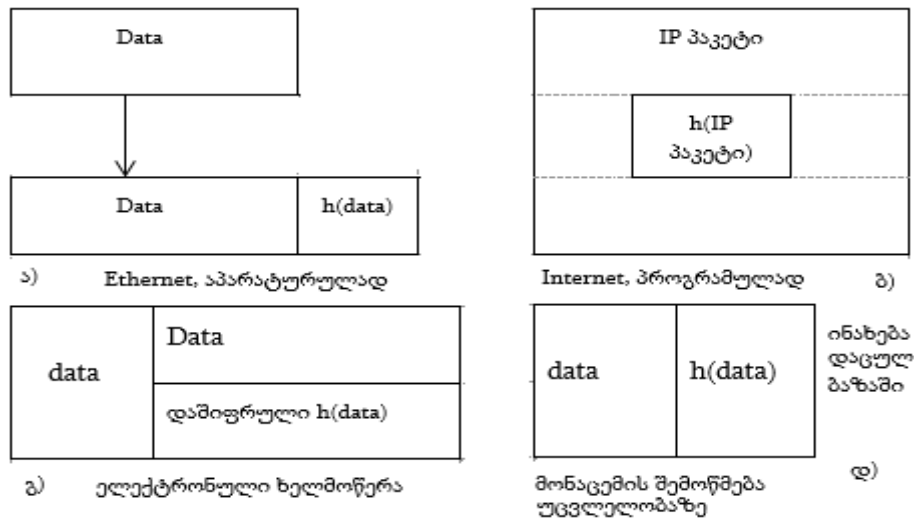 Data
Data
h(data)
ა)
Ethernet, აპარატურულად
IP პაკეტი
h(IP
პაკეტი)
Internet, პროგრამულად
ბ)
data
Data
დაშიფრული h(data)
გ)
ელექტრონული ხელმოწერა
data
h(data)
ინახება
დაცულ
ბაზაში
მონაცემის შემოწმება
უცვლელობაზე
დ)